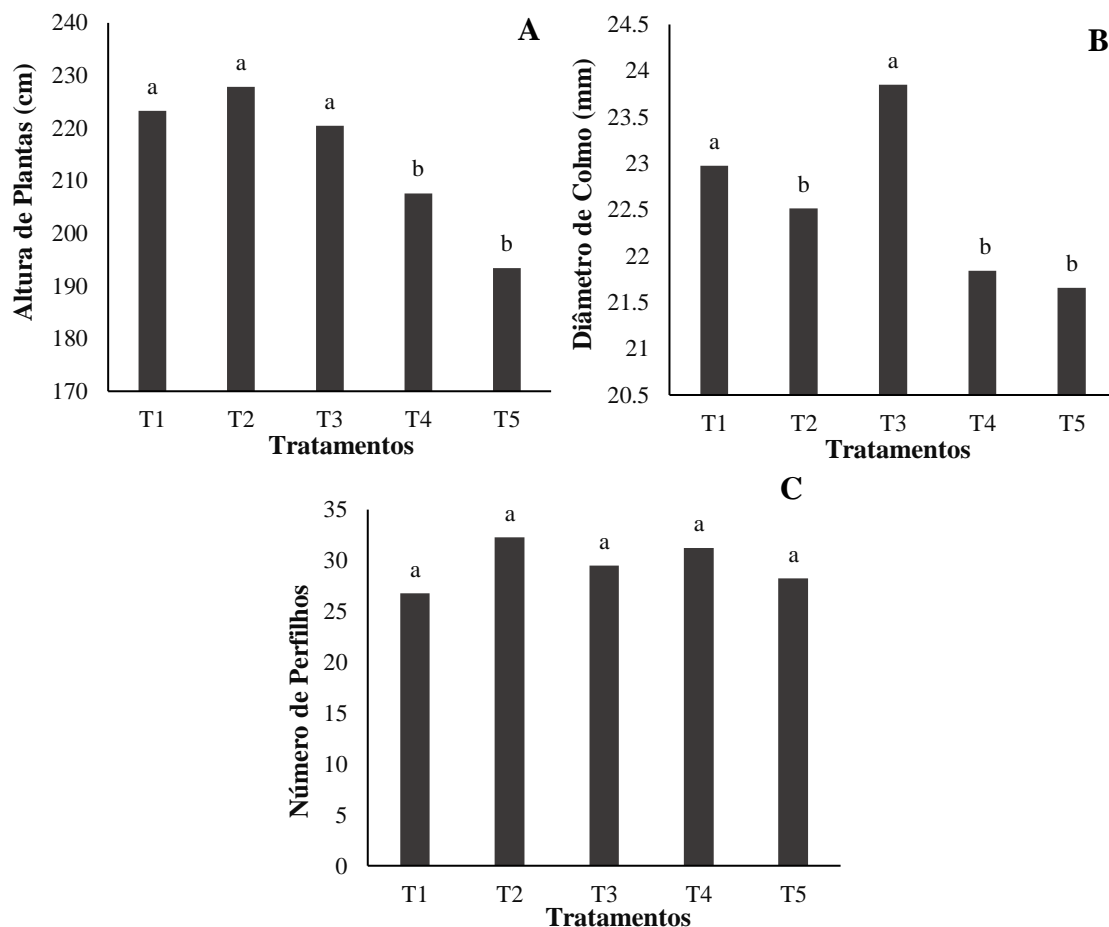 A
Altura de Plantas (cm)
240
230
220
210
200
190
180
170
a
a
a
b
b
T1 T2 T3 T4 T5
Tratamentos
B
Diâmetro de Colmo (mm)
24.5
24
23.5
23
22.5
22
21.5
21
20.5
a
b
a
b
b
T1 T2 T3 T4 T5
Tratamentos
C
Número de Perfilhos
35
30
25
20
15
10
5
0
a
a
a
a
a
T1 T2 T3 T4 T5
Tratamentos